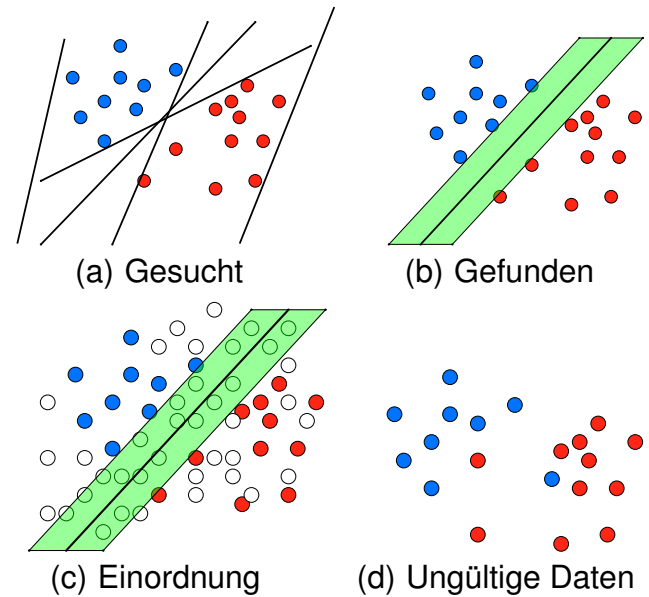 (a) Gesucht
(b) Gefunden
(c) Einordnung
(d) Ungültige Daten